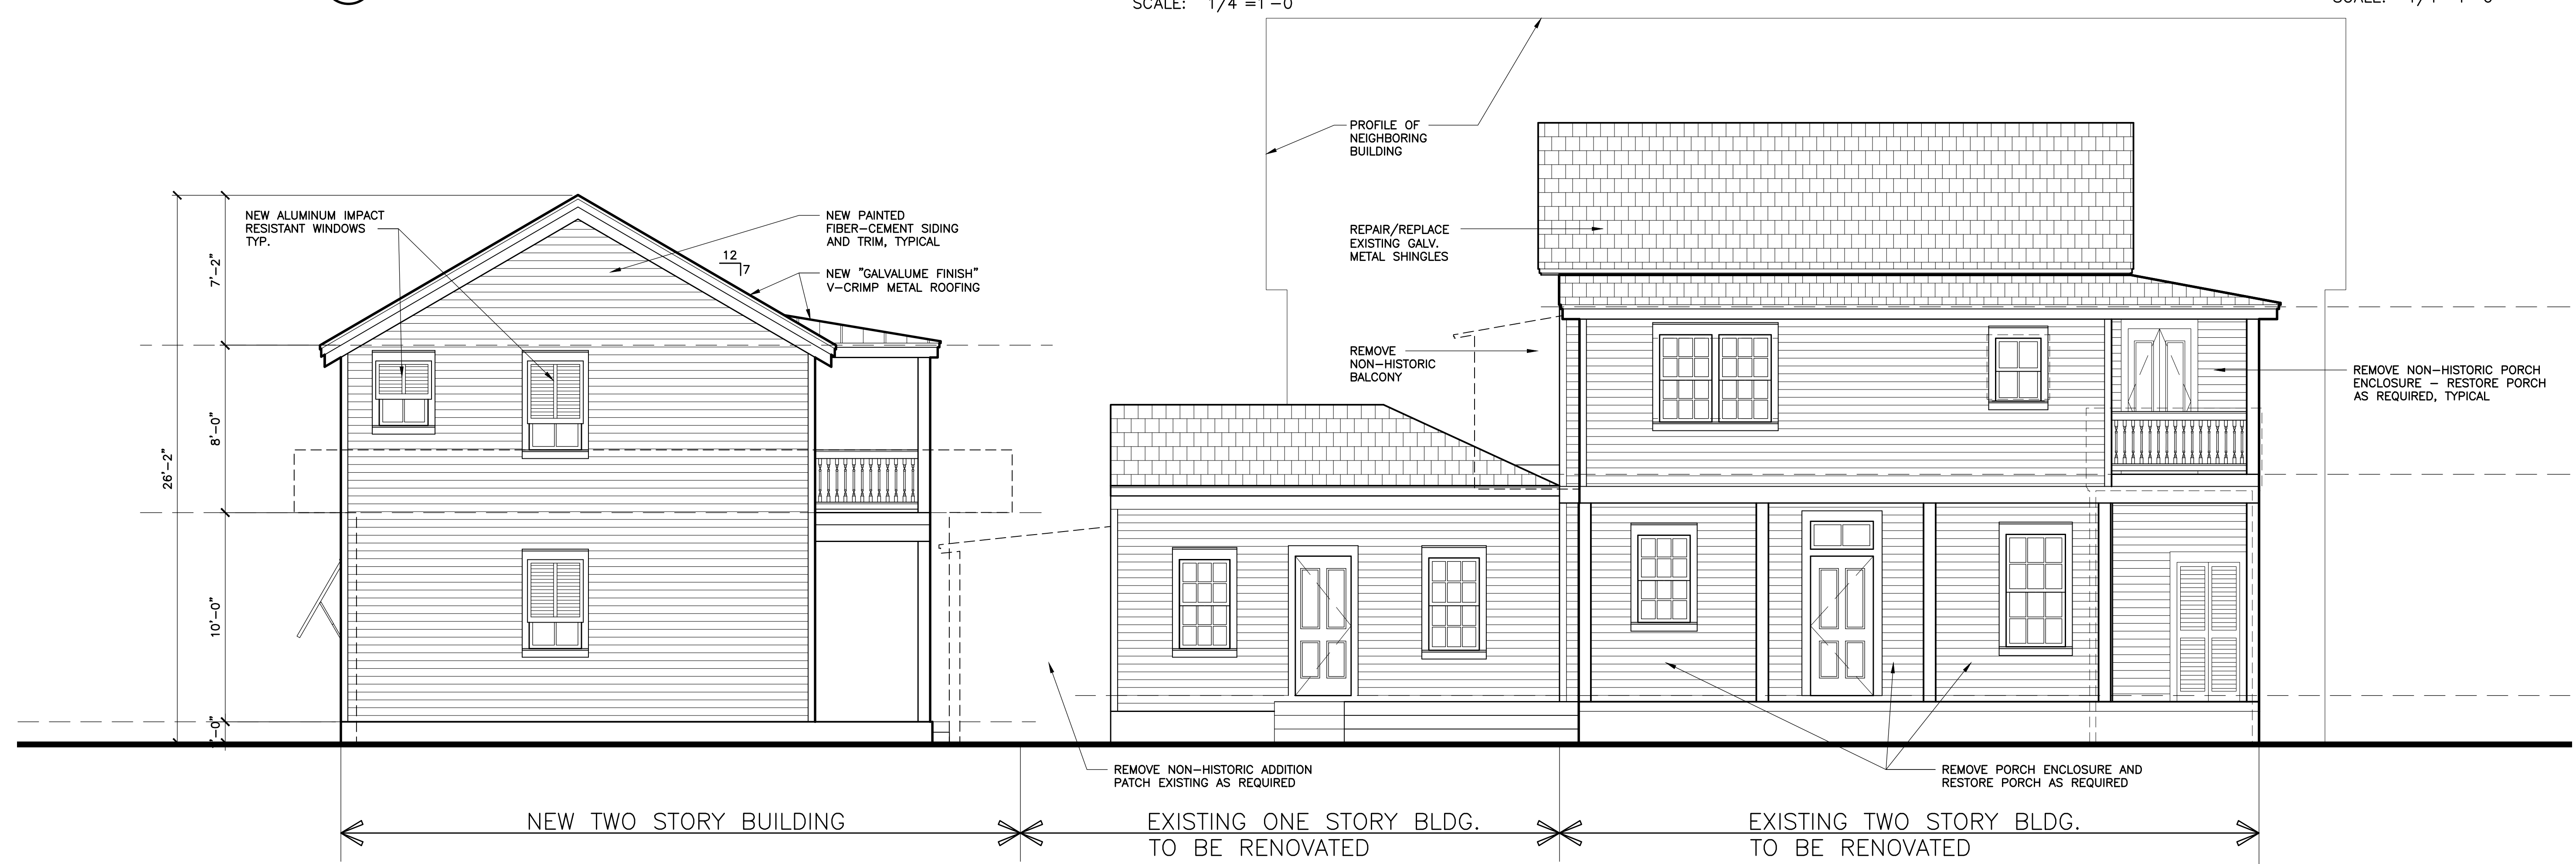 SCALE: 1/4"=1'-0"
PROFILE OF
NEIGHBORING
BUILDING
NEW ALUMINUM IMPACT
RESISTANT WINDOWS
TYP.
NEW PAINTED
FIBER-CEMENT SIDING
AND TRIM, TYPICAL
12
7
NEW "GALVALUME FINISH"
V-CRIMP METAL ROOFING
REPAIR/REPLACE
EXISTING GALV.
METAL SHINGLES
REMOVE
NON-HISTORIC
BALCONY
REMOVE NON-HISTORIC PORCH
ENCLOSURE - RESTORE PORCH
AS REQUIRED, TYPICAL
7'-2"
8'-0"
26'-2"
10'-0"
'-0"
REMOVE NON-HISTORIC ADDITION
PATCH EXISTING AS REQUIRED
REMOVE PORCH ENCLOSURE AND
RESTORE PORCH AS REQUIRED
NEW TWO STORY BUILDING
EXISTING ONE STORY BLDG.
TO BE RENOVATED
EXISTING TWO STORY BLDG.
TO BE RENOVATED